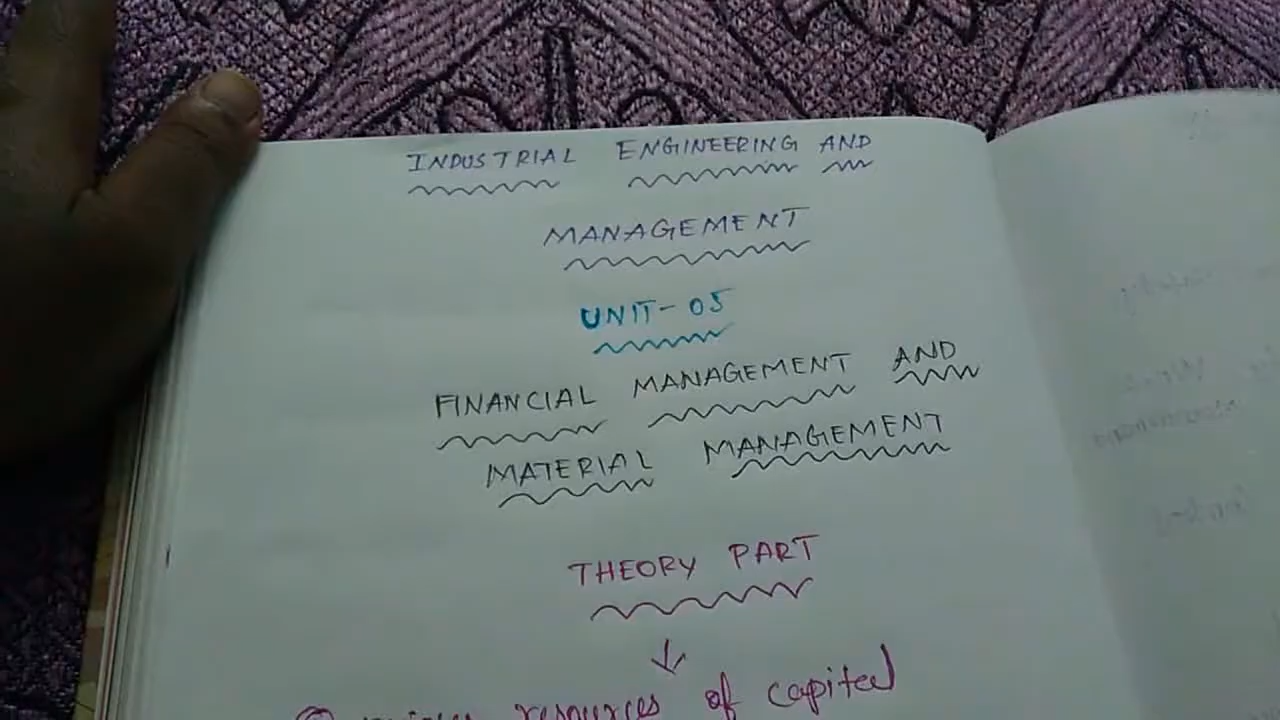 INDUSTRIAL ENGINEERING AND
MANAGEMENT
UNIT-05
FINANCIAL MANAGEMENT AND
MATERIAL MANAGEMENT
THEORY PART
resources of capital